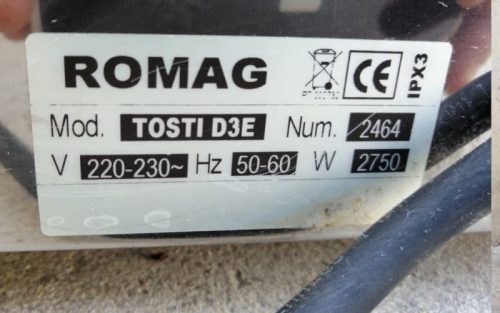 ROMAG
CE
IPX3
Mod. TOSTI D3E Num. 2464
V 220-230~ Hz 50-60 W 2750